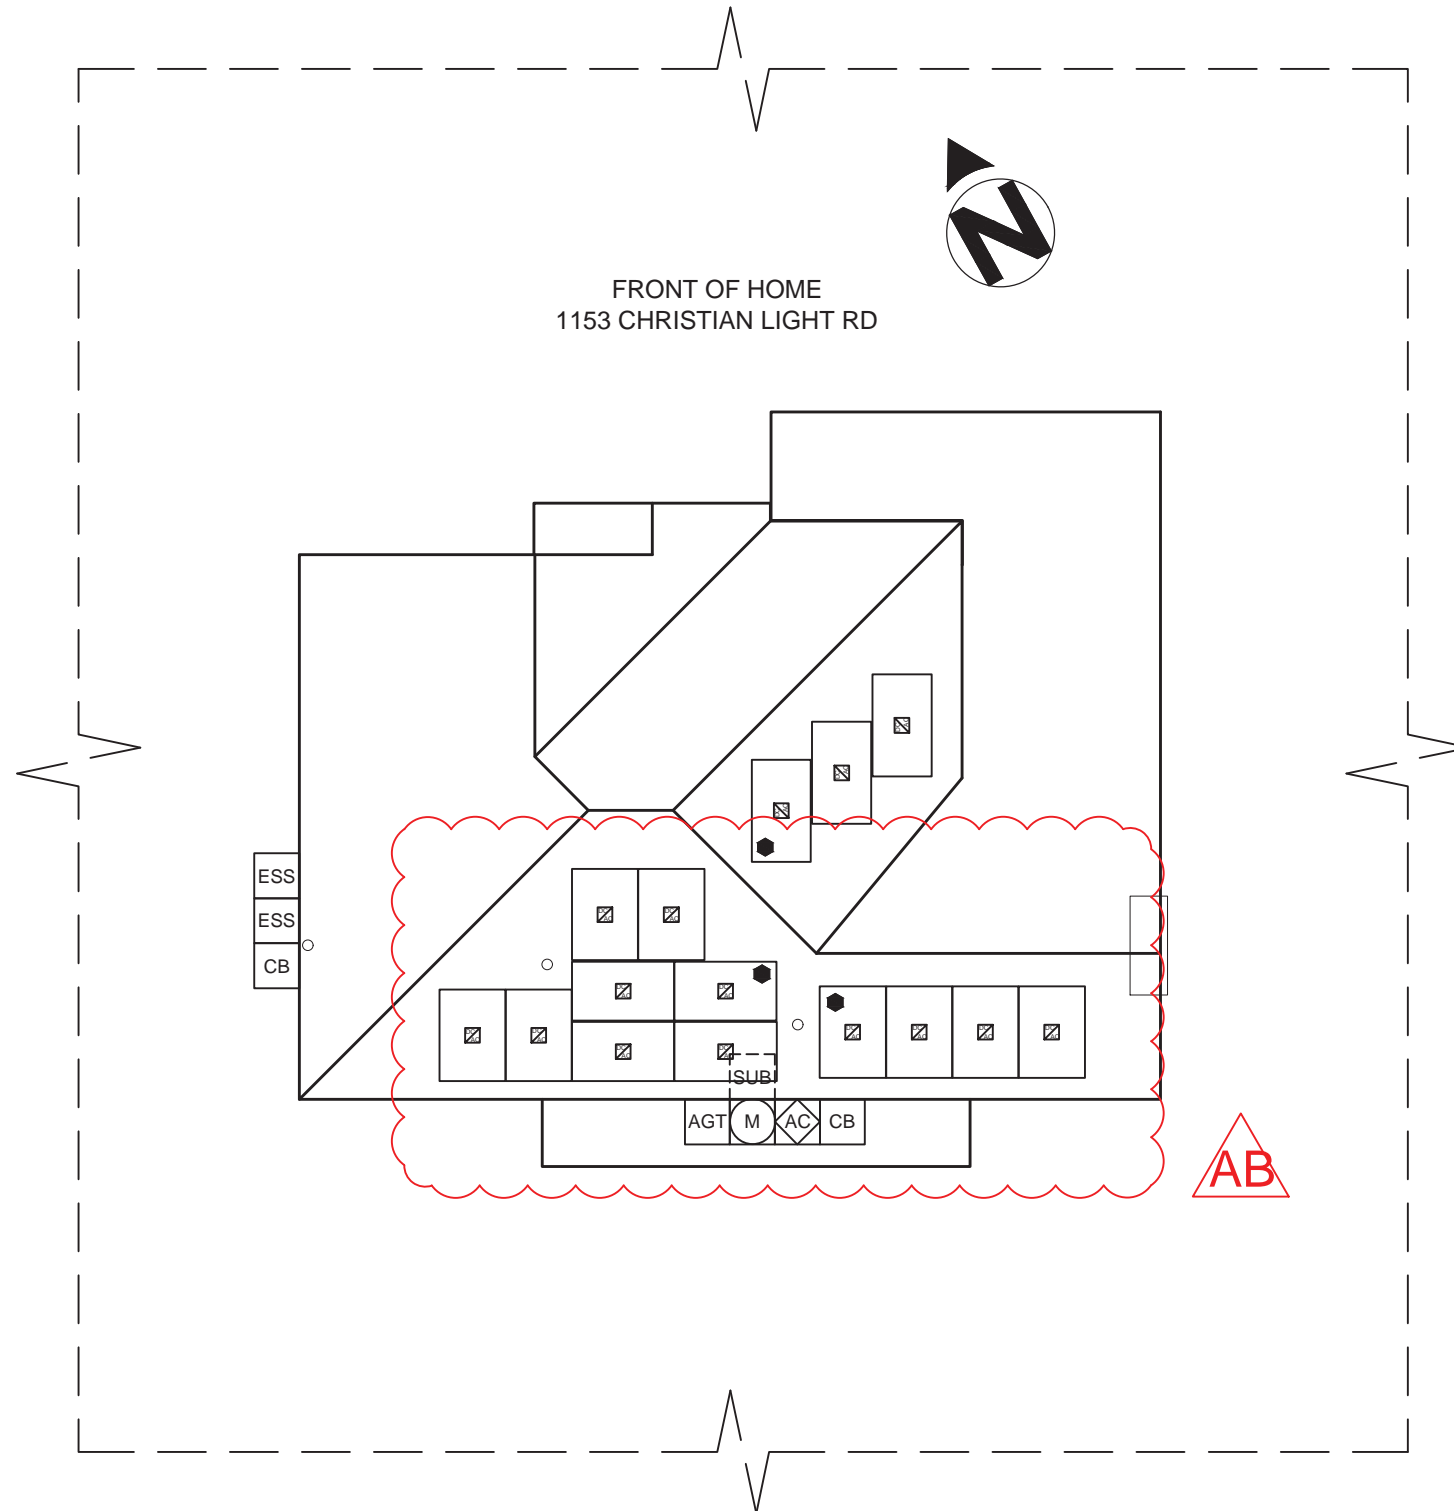 N
FRONT OF HOME
1153 CHRISTIAN LIGHT RD
ESS
ESS
CB
SUB
AGT
M
AC
CB
AB